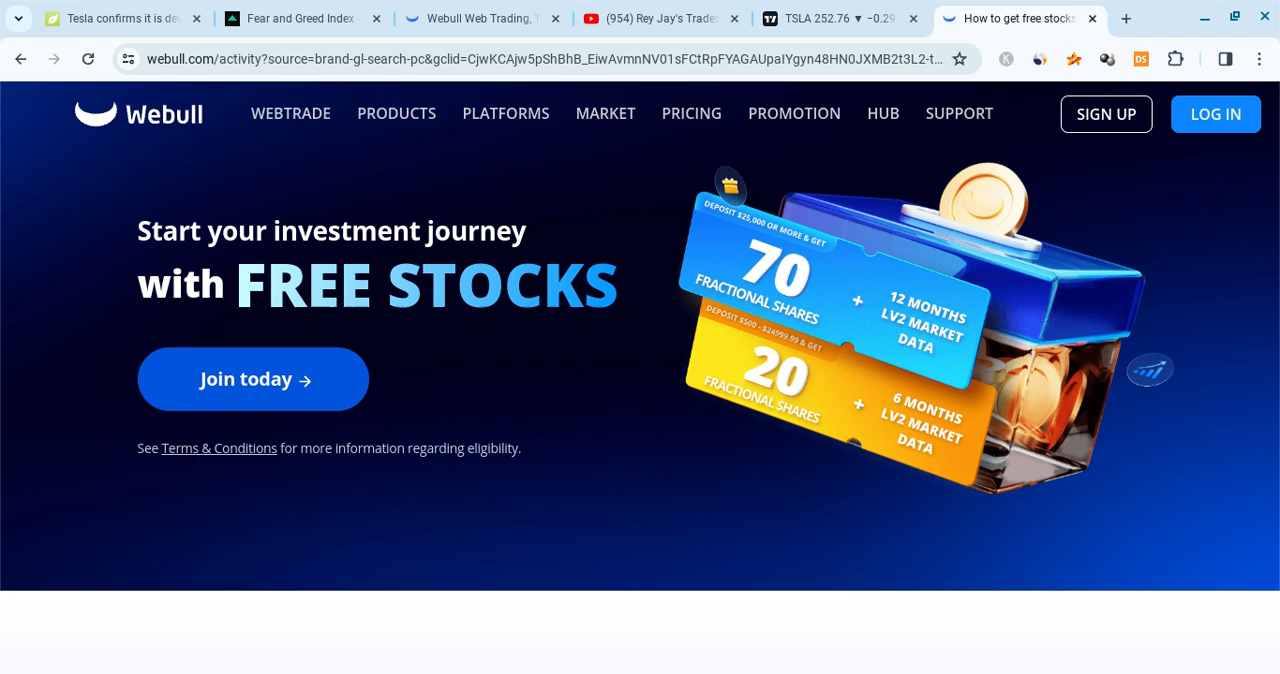 Tesla confirms it is dev
Fear and Greed Index -
Webull Web Trading, T
(954) Rey Jay's Trades
TSLA 252.76 ▼ −0.29%
How to get free stocks
webull.com/activity?source=brand-gl-search-pc&gclid=CjwKCAjw5pShBhB_EiwAvmnNV01sFCtRpFYAGAUpaIYgyn48HN0JXMB2t3L2-t...
K
DS
Webull
WEBTRADE
PRODUCTS
PLATFORMS
MARKET
PRICING
PROMOTION
HUB
SUPPORT
SIGN UP
LOG IN
Start your investment journey
with FREE STOCKS
Join today →
See Terms & Conditions for more information regarding eligibility.
DEPOSIT $25,000 OR MORE & GET
70
FRACTIONAL SHARES
+
12 MONTHS
LV2 MARKET
DATA
DEPOSIT $500 - $24999.99 & GET
20
FRACTIONAL SHARES
+
6 MONTHS
LV2 MARKET
DATA